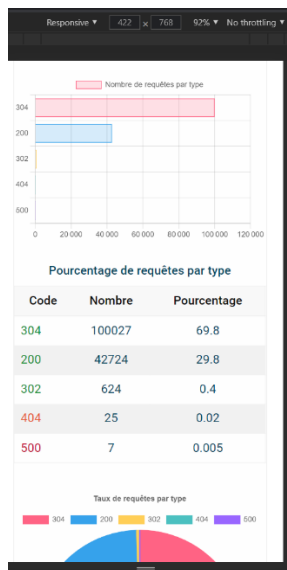 Responsive ▼ 422 x 768 92% ▼ No throttling ▼
Nombre de requêtes par type
304
200
302
404
500
0 20 000 40 000 60 000 80 000 100 000 120 000
Pourcentage de requêtes par type
Code Nombre Pourcentage
304 100027 69.8
200 42724 29.8
302 624 0.4
404 25 0.02
500 7 0.005
Taux de requêtes par type
304 200 302 404 500